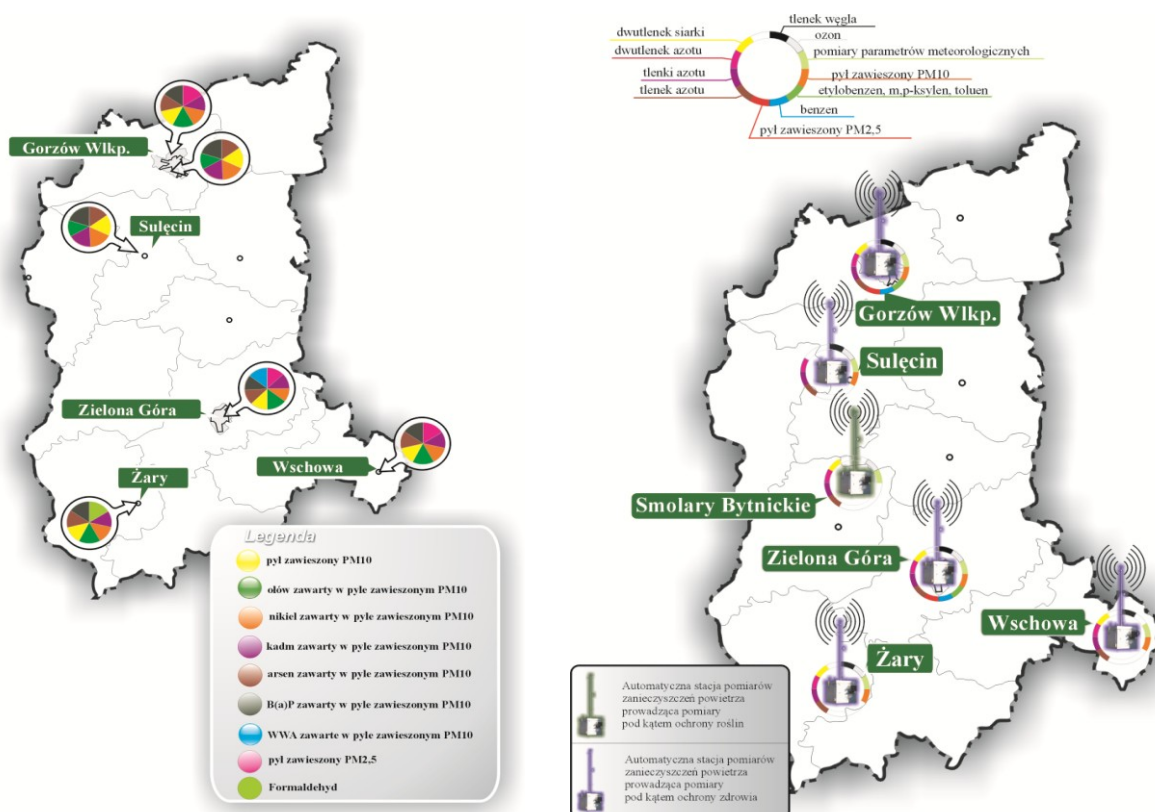 Gorzów Wlkp.
Sulęcin
Zielona Góra
Wschowa
Żary
Legenda
pył zawieszony PM10
ołów zawarty w pyle zawieszonym PM10
nikiel zawarty w pyle zawieszonym PM10
kadm zawarty w pyle zawieszonym PM10
arsen zawarty w pyle zawieszonym PM10
B(a)P zawarty w pyle zawieszonym PM10
WWA zawarte w pyle zawieszonym PM10
pył zawieszony PM2,5
Formaldehyd
tlenek węgla
dwutlenek siarki
ozon
dwutlenek azotu
pomiary parametrów meteorologicznych
tlenki azotu
pył zawieszony PM10
tlenek azotu
etylobenzen, m,p-ksylen, toluen
benzen
pył zawieszony PM2,5
Gorzów Wlkp.
Sulęcin
Smolary Bytnickie
Zielona Góra
Wschowa
Żary
Automatyczna stacja pomiarów
zanieczyszczeń powietrza
prowadząca pomiary
pod kątem ochrony roślin
Automatyczna stacja pomiarów
zanieczyszczeń powietrza
prowadząca pomiary
pod kątem ochrony zdrowia